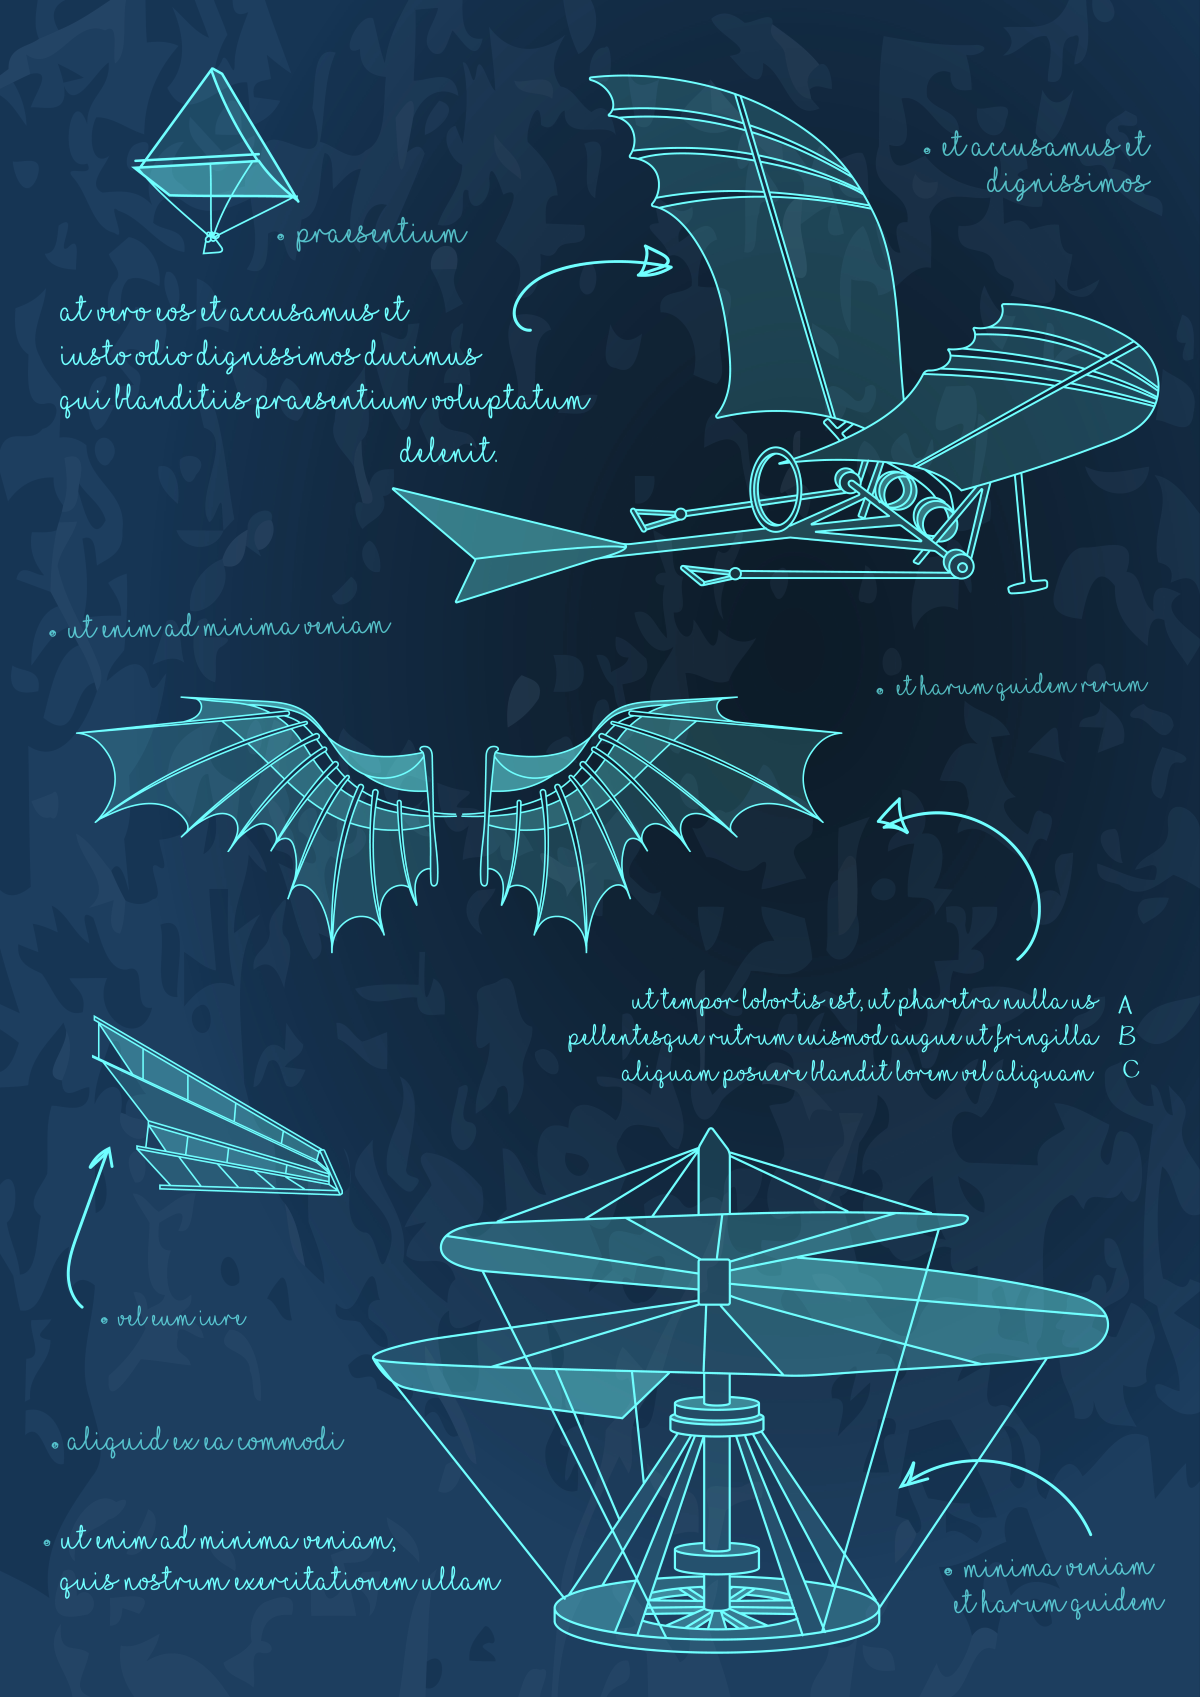 et accusamus et
dignissimos
praesentium
at vero eos et accusamus et
iusto odio dignissimos ducimus
qui blanditiis praesentium voluptatum
delenit.
ut enim ad minima veniam
et harum quidem rerum
ut tempor lobortis est, ut pharetra nulla us A
pellentesque rutrum euismod augue ut fringilla B
aliquam posuere blandit lorem vel aliquam C
vel eum iure
aliquid ex ea commodi
ut enim ad minima veniam,
quis nostrum exercitationem ullam
minima veniam
et harum quidem